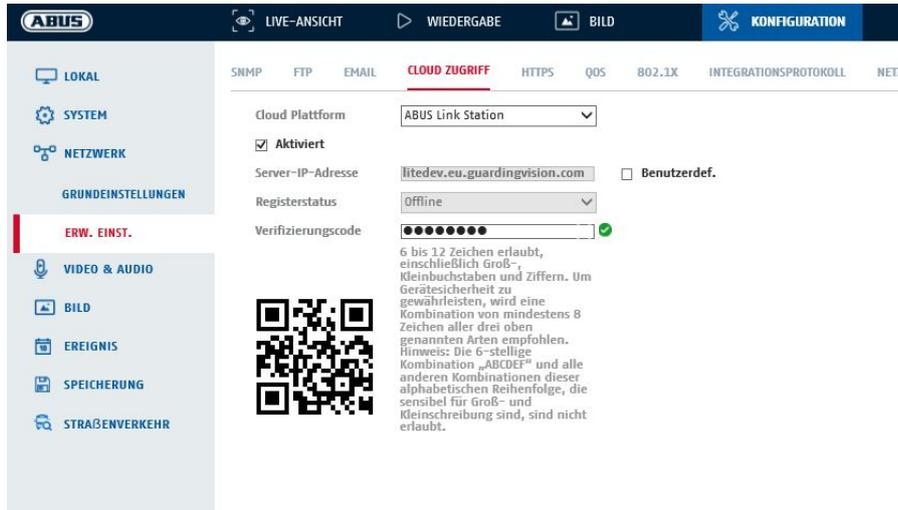 ABUS
LIVE-ANSICHT
WIEDERGABE
BILD
KONFIGURATION
LOKAL
SYSTEM
NETZWERK
GRUNDEINSTELLUNGEN
ERW. EINST.
VIDEO & AUDIO
BILD
EREIGNIS
SPEICHERUNG
STRAßENVERKEHR
SNMP
FTP
EMAIL
CLOUD ZUGRIFF
HTTPS
QOS
802.1X
INTEGRATIONSPROTOKOLL
Cloud Plattform
ABUS Link Station
Aktiviert
Server-IP-Adresse
litedev.eu.guardingvision.com
Benutzerdef.
Registerstatus
Offline
Verifizierungscode
●●●●●●●●
6 bis 12 Zeichen erlaubt,
einschließlich Groß-,
Kleinbuchstaben und Ziffern. Um
Gerätesicherheit zu
gewährleisten, wird eine
Kombination von mindestens 8
Zeichen aller drei oben
genannten Arten empfohlen.
Hinweis: Die 6-stellige
Kombination „ABCDEF" und alle
anderen Kombinationen dieser
alphabetischen Reihenfolge, die
sensibel für Groß- und
Kleinschreibung sind, sind nicht
erlaubt.